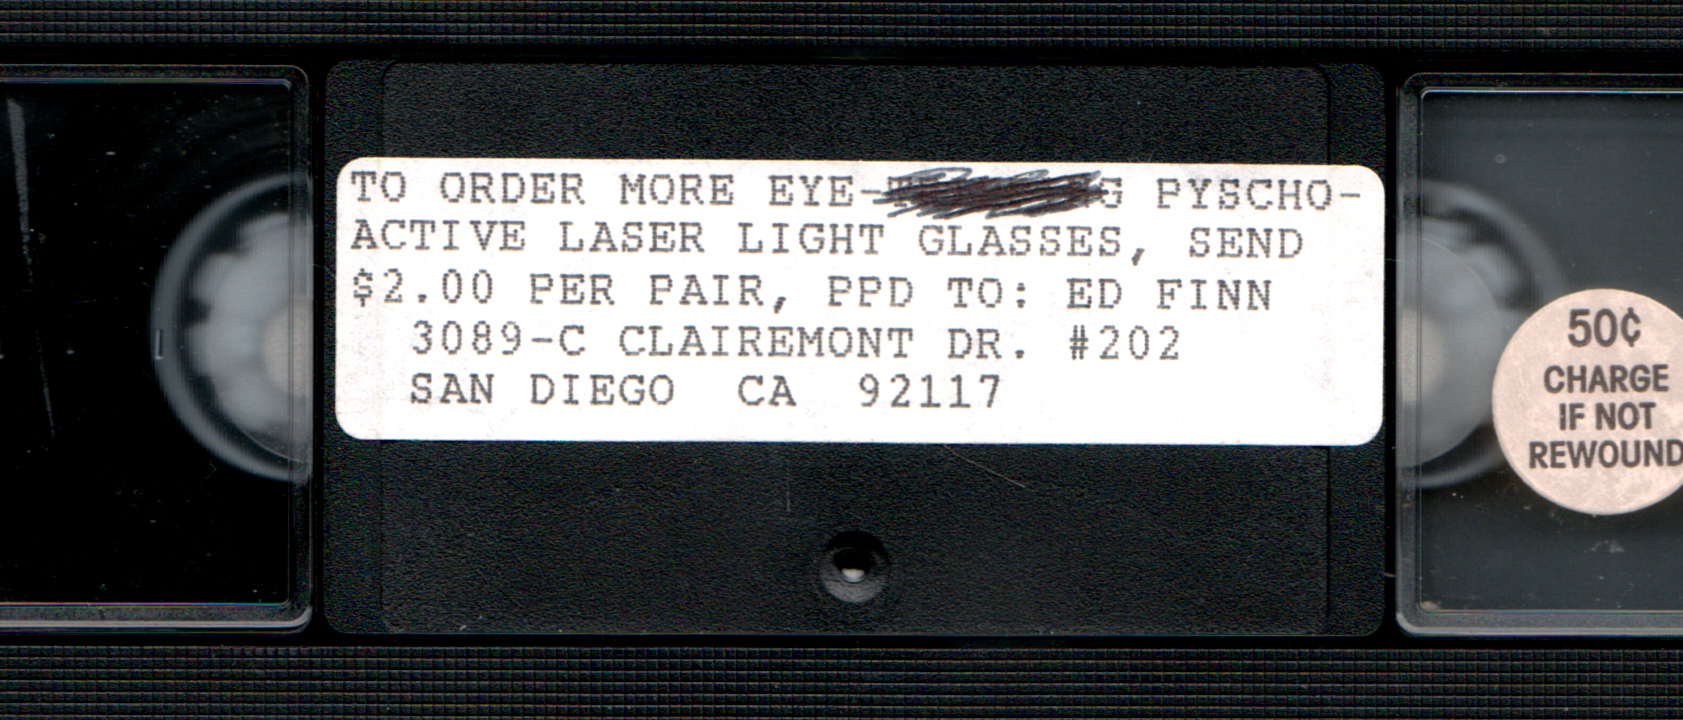 TO ORDER MORE EYE- PYSCHO-
ACTIVE LASER LIGHT GLASSES, SEND
$2.00 PER PAIR, PPD TO: ED FINN
3089-C CLAIREMONT DR. #202
SAN DIEGO CA 92117
50¢
CHARGE
IF NOT
REWOUND